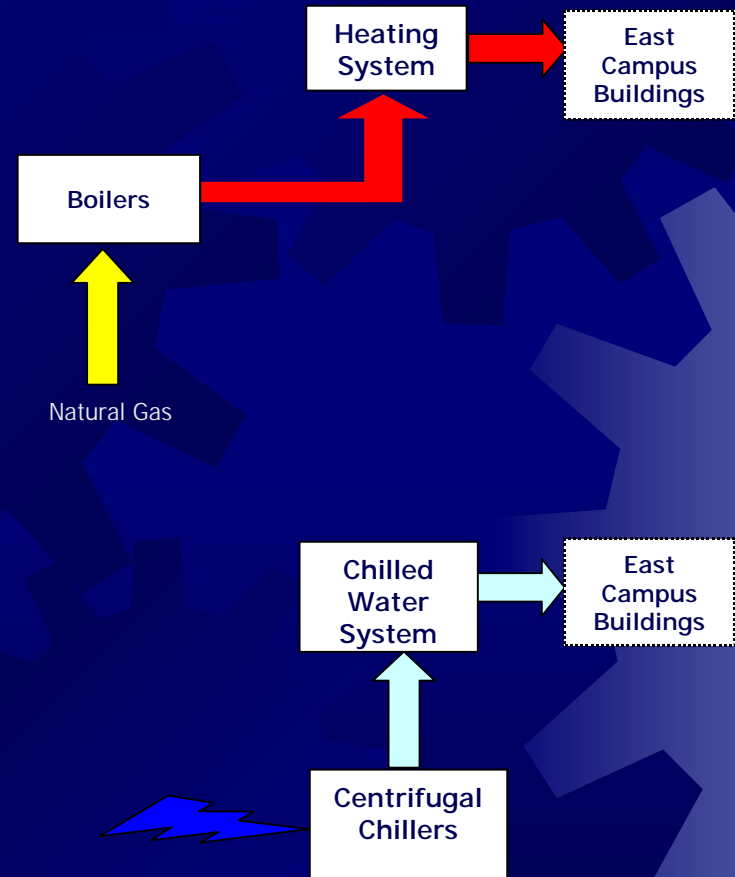 Heating
System
East
Campus
Buildings
Boilers
Natural Gas
Chilled
Water
System
East
Campus
Buildings
Centrifugal
Chillers